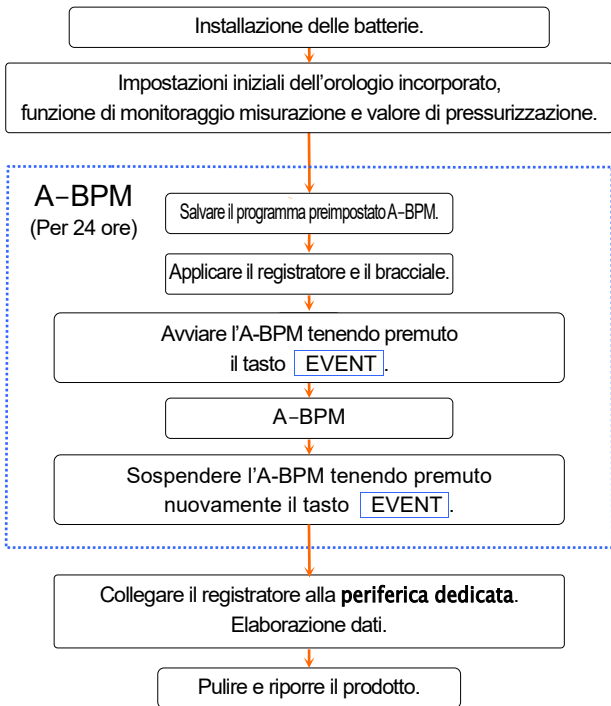 Installazione delle batterie.
Impostazioni iniziali dell'orologio incorporato,
funzione di monitoraggio misurazione e valore di pressurizzazione.
A-BPM
(Per 24 ore)
Salvare il programma preimpostato A-BPM.
Applicare il registratore e il bracciale.
Avviare l'A-BPM tenendo premuto
il tasto EVENT.
A-BPM
Sospendere l'A-BPM tenendo premuto
nuovamente il tasto EVENT.
Collegare il registratore alla periferica dedicata.
Elaborazione dati.
Pulire e riporre il prodotto.